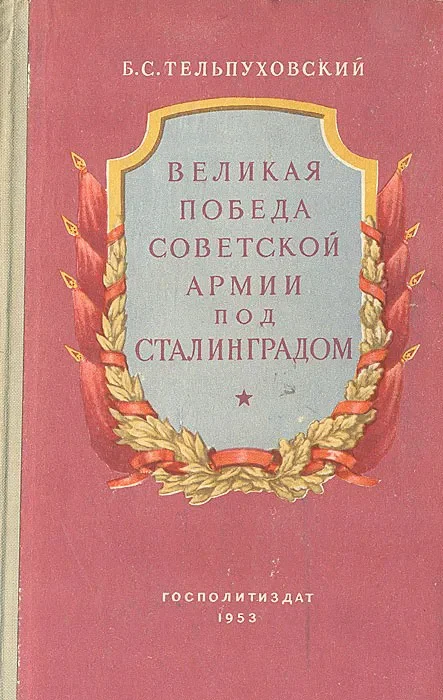 Б.С.ТЕЛЬПУХОВСКИЙ
ВЕЛИКАЯ
ПОБЕДА
СОВЕТСКОЙ
АРМИИ
ПОД
СТАЛИНГРАДОМ
ГОСПОЛИТИЗДАТ
1953